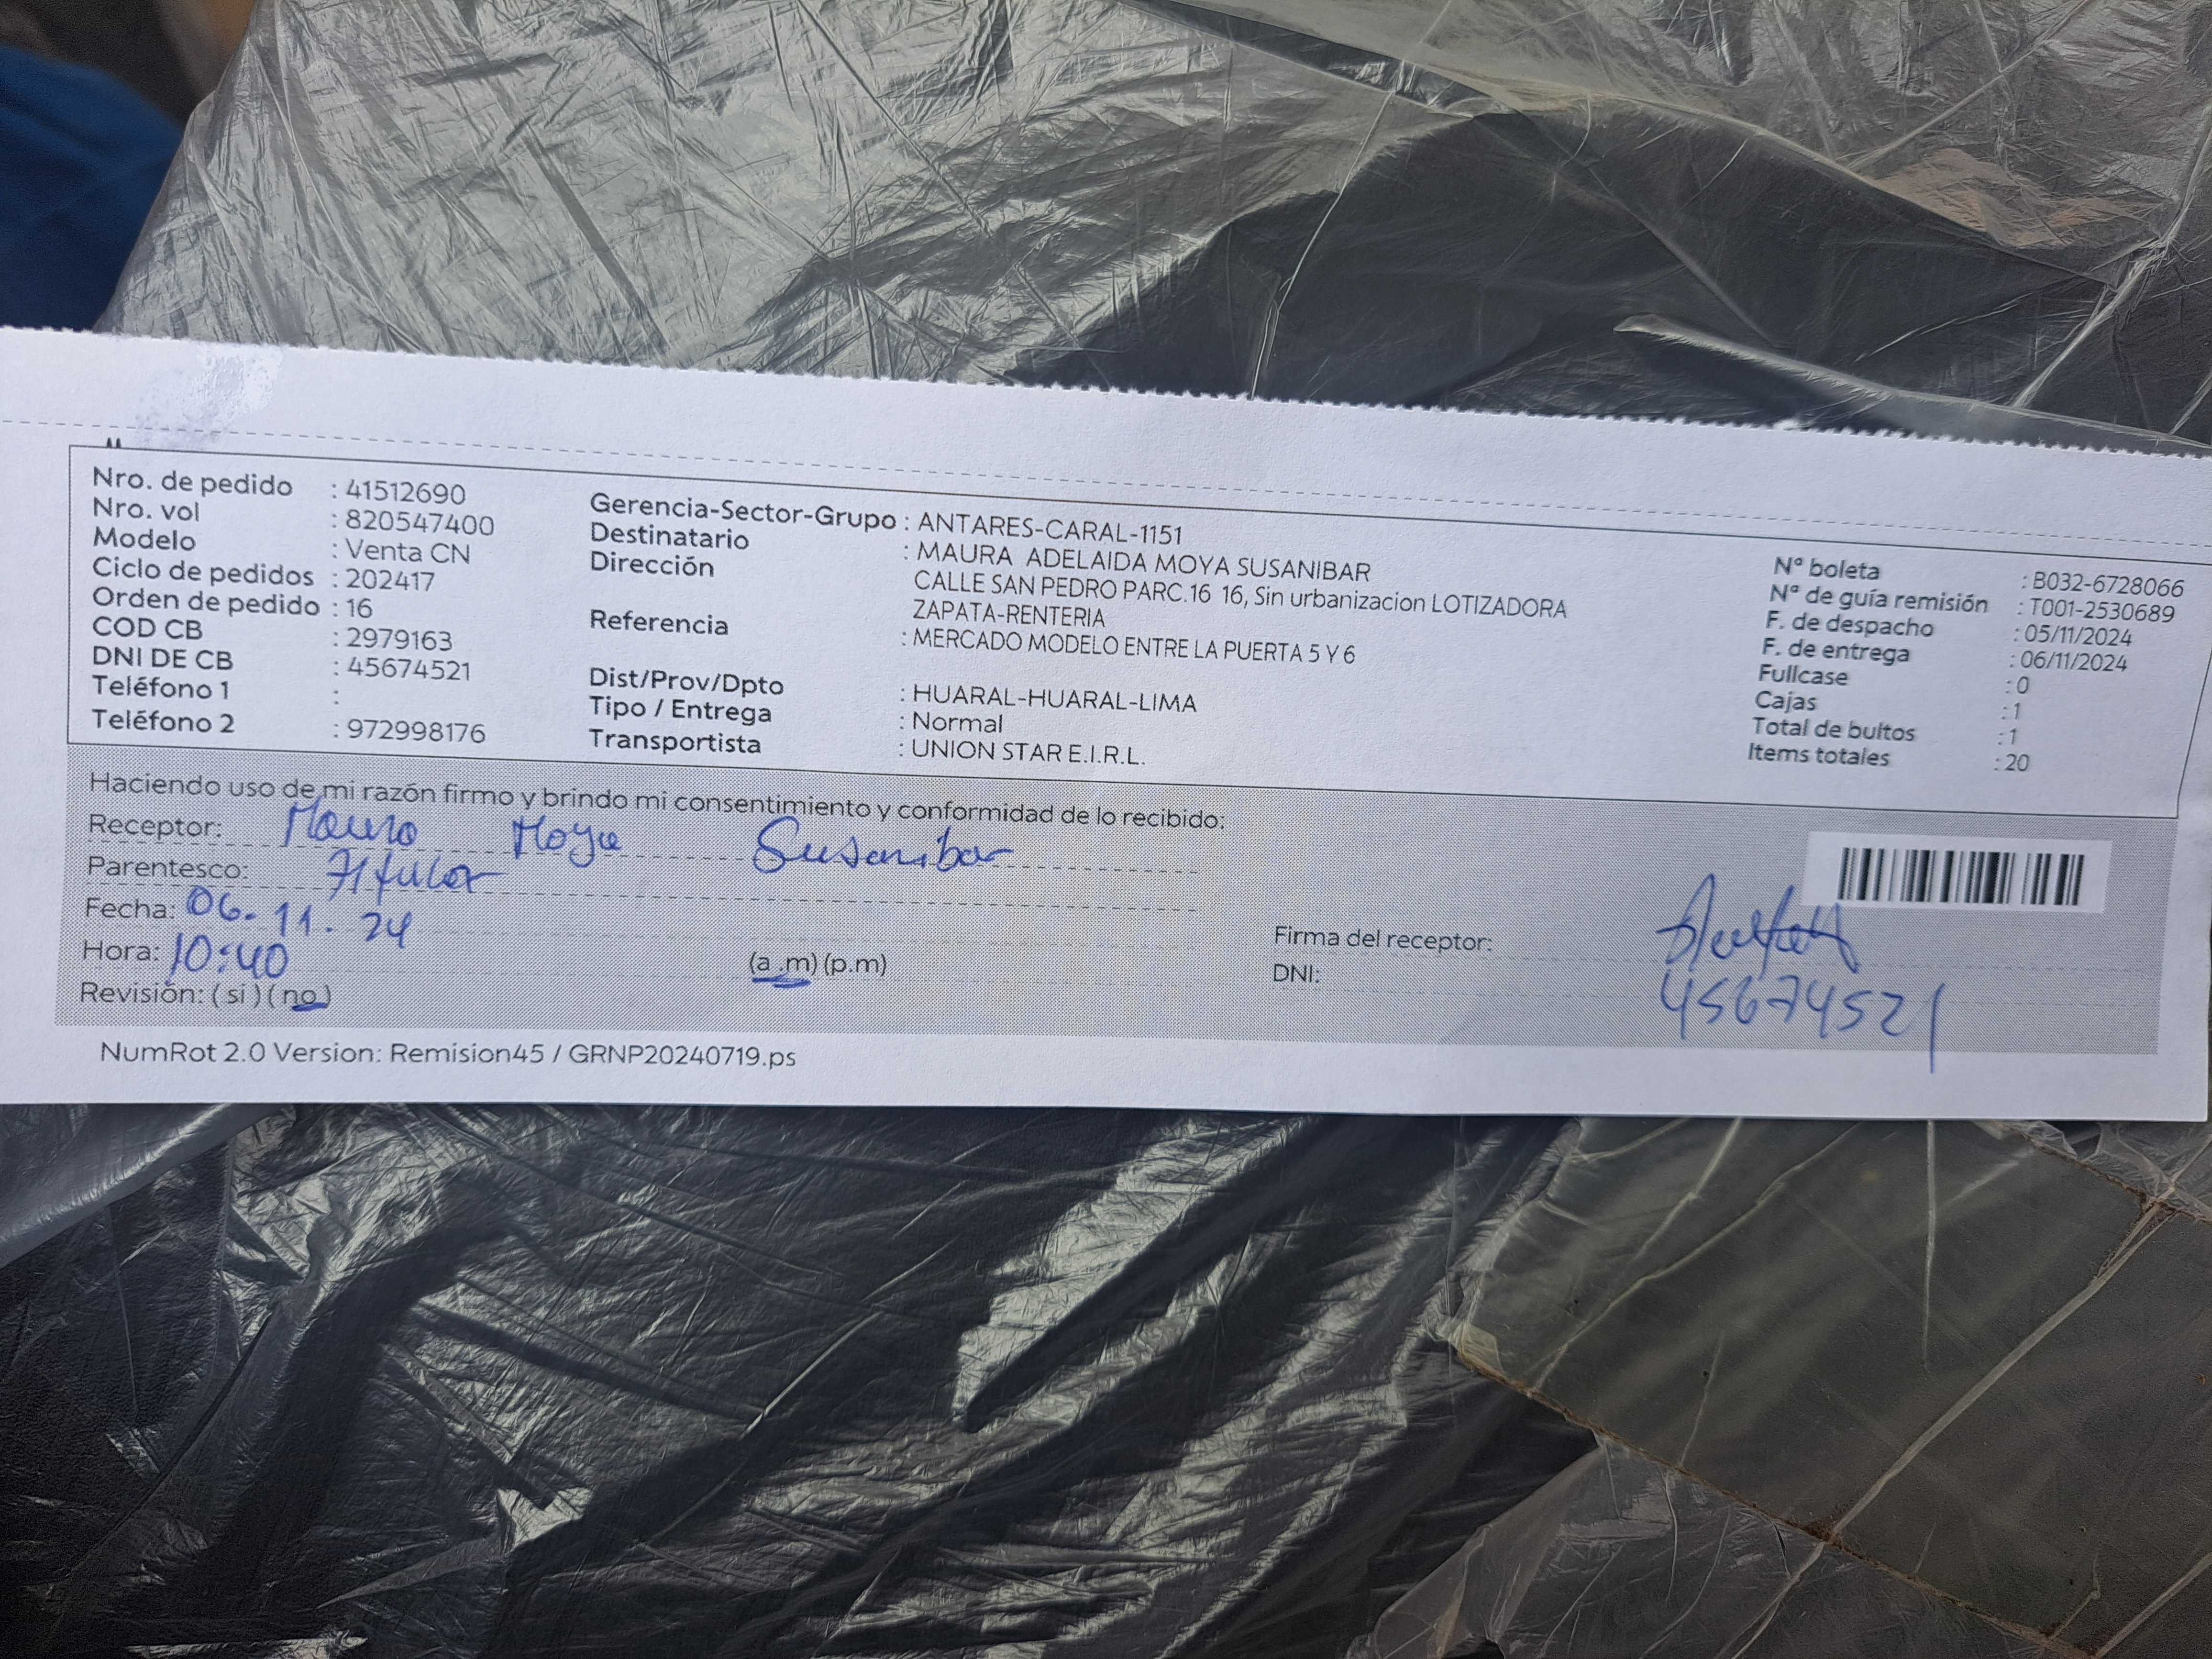 Nro. de pedido : 41512690
Nro. vol : 820547400
Modelo : Venta CN
Ciclo de pedidos : 202417
Orden de pedido : 16
COD CB : 2979163
DNI DE CB : 45674521
Teléfono 1 :
Teléfono 2 : 972998176
Gerencia-Sector-Grupo : ANTARES-CARAL-1151
Destinatario : MAURA ADELAIDA MOYA SUSANIBAR
Dirección CALLE SAN PEDRO PARC.16 16, Sin urbanizacion LOTIZADORA
ZAPATA-RENTERIA
Referencia : MERCADO MODELO ENTRE LA PUERTA 5 Y 6
Dist/Prov/Dpto : HUARAL-HUARAL-LIMA
Tipo / Entrega : Normal
Transportista : UNION STAR E.I.R.L.
Nº boleta : B032-6728066
Nº de guía remisión : T001-2530689
F. de despacho : 05/11/2024
F. de entrega : 06/11/2024
Fullcase : 0
Cajas : 1
Total de bultos : 1
Items totales : 20
Haciendo uso de mi razón firmo y brindo mi consentimiento y conformidad de lo recibido:
Receptor: Maura Moya Susanibar
Parentesco: Titular
Fecha: 06.11.24
Hora: 10:40 (a.m) (p.m)
Revisión: (si) (no)
Firma del receptor:
DNI: 45674521
NumRot 2.0 Version: Remision45 / GRNP20240719.ps